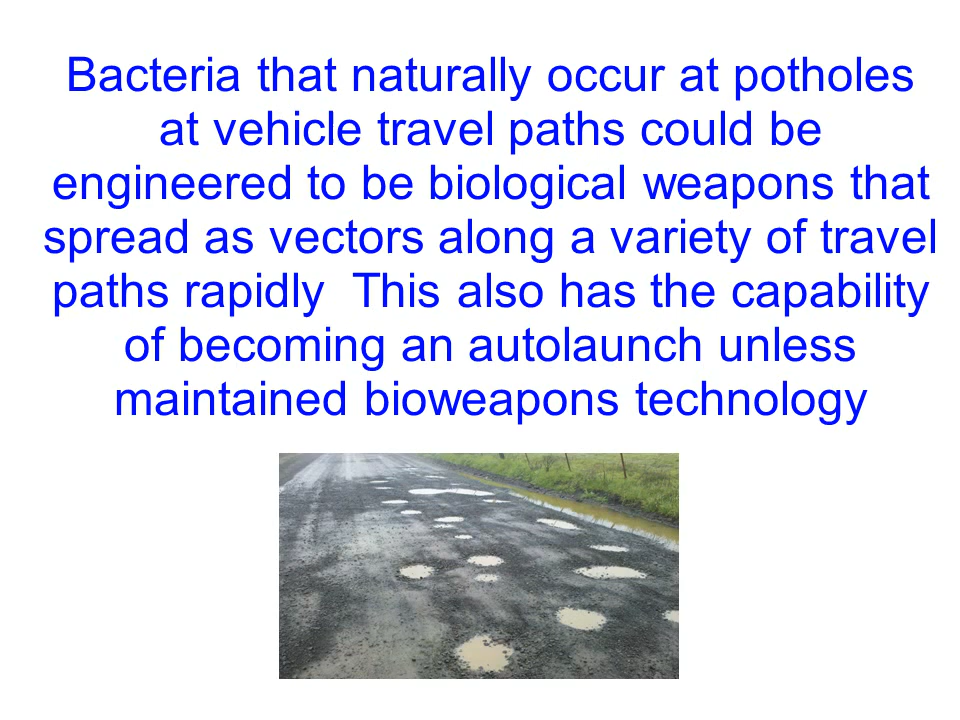 Bacteria that naturally occur at potholes
at vehicle travel paths could be
engineered to be biological weapons that
spread as vectors along a variety of travel
paths rapidly  This also has the capability
of becoming an autolaunch unless
maintained bioweapons technology